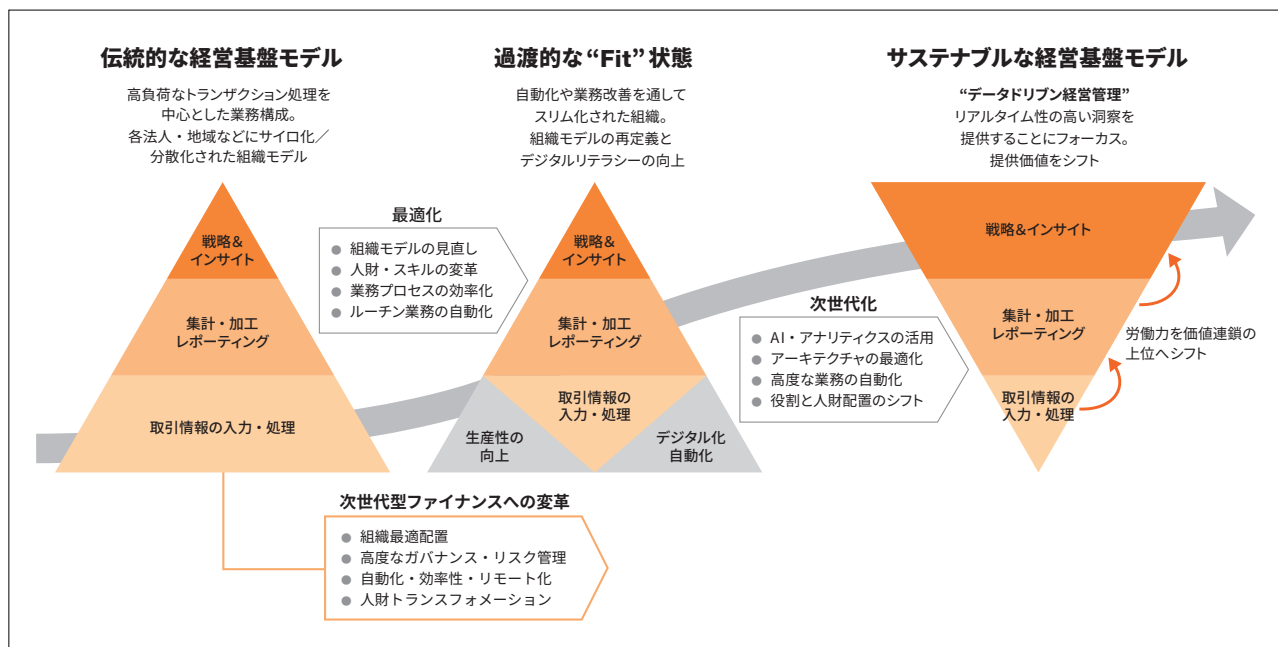 伝統的な経営基盤モデル
高負荷なトランザクション処理を
中心とした業務構成。
各法人・地域などにサイロ化／
分散化された組織モデル
戦略&
インサイト
集計・加工
レポーティング
取引情報の入力・処理
最適化
● 組織モデルの見直し
● 人財・スキルの変革
● 業務プロセスの効率化
● ルーチン業務の自動化
過渡的な“Fit”状態
自動化や業務改善を通して
スリム化された組織。
組織モデルの再定義と
デジタルリテラシーの向上
戦略&
インサイト
集計・加工
レポーティング
取引情報の
入力・処理
生産性の
向上
デジタル化
自動化
次世代化
● AI・アナリティクスの活用
● アーキテクチャの最適化
● 高度な業務の自動化
● 役割と人財配置のシフト
サステナブルな経営基盤モデル
“データドリブン経営管理”
リアルタイム性の高い洞察を
提供することにフォーカス。
提供価値をシフト
戦略&インサイト
集計・加工
レポーティング
取引情報の
入力・処理
労働力を価値連鎖の
上位へシフト
次世代型ファイナンスへの変革
● 組織最適配置
● 高度なガバナンス・リスク管理
● 自動化・効率性・リモート化
● 人財トランスフォメーション